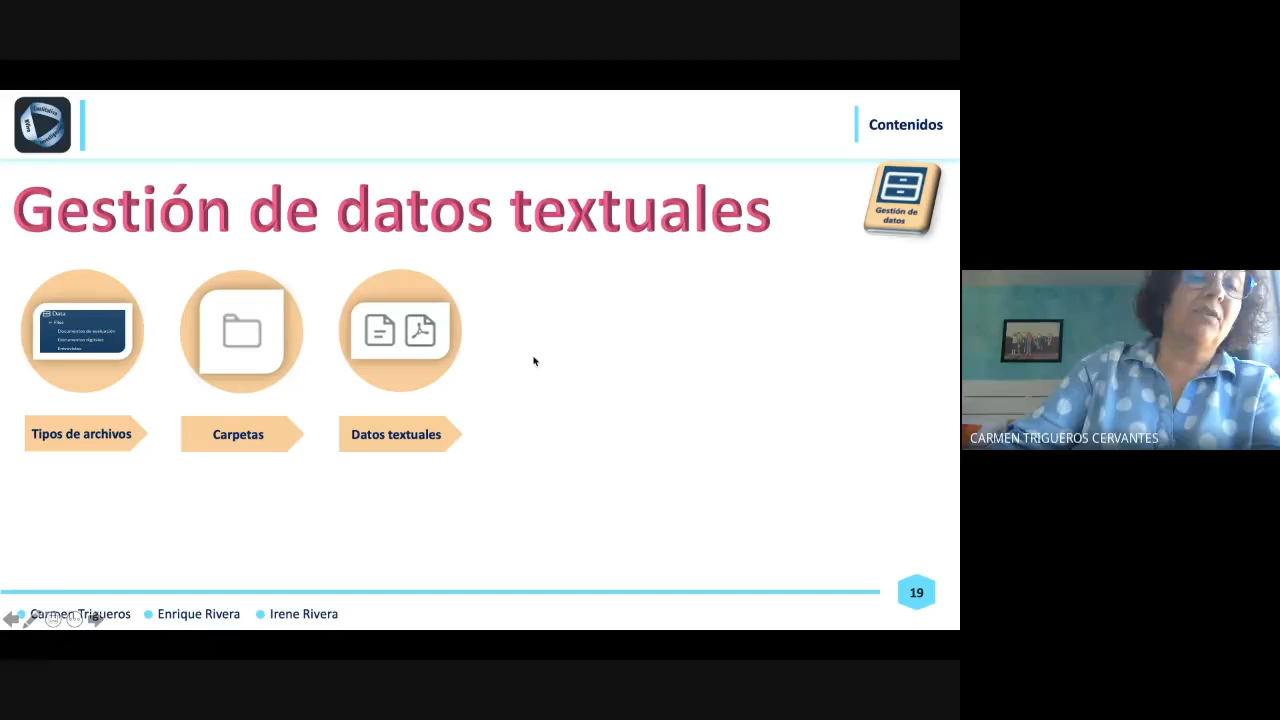 Contenidos
Gestión de datos textuales
Gestión de
datos
Data
Files
Documentos de evaluación
Documentos digitales
Entrevistas
Tipos de archivos
Carpetas
Datos textuales
CARMEN TRIGUEROS CERVANTES
19
Carmen Trigueros
Enrique Rivera
Irene Rivera